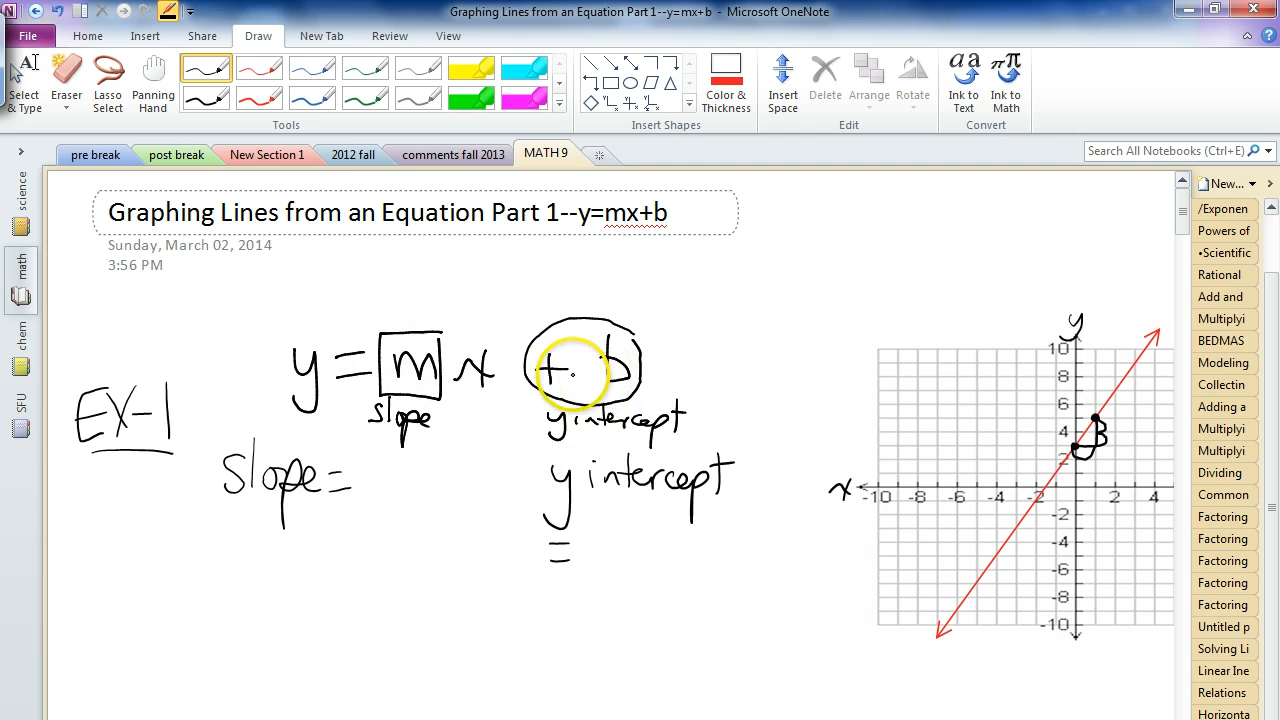 Graphing Lines from an Equation Part 1--y=mx+b - Microsoft OneNote
File Home Insert Share Draw New Tab Review View
Select & Type
Eraser
Lasso Select
Panning Hand
Color & Thickness
Insert Space
Delete
Arrange
Rotate
Ink to Text
Ink to Math
Tools Insert Shapes Edit Convert
pre break post break New Section 1 2012 fall comments fall 2013 MATH 9
Search All Notebooks (Ctrl+E)
science
math
chem
SFU
Graphing Lines from an Equation Part 1--y=mx+b
Sunday, March 02, 2014
3:56 PM
y = m x + b
slope y intercept
EX-1
slope = y intercept
=
y
10
8
6
4
2
x -10 -8 -6 -4 -2 2 4
-2
-4
-6
-8
-10
New...
/Exponen
Powers of
•Scientific
Rational
Add and
Multiplyi
BEDMAS
Modeling
Collectin
Adding a
Multiplyi
Multiplyi
Dividing
Common
Factoring
Factoring
Factoring
Factoring
Factoring
Untitled p
Solving Li
Linear Ine
Relations
Horizonta